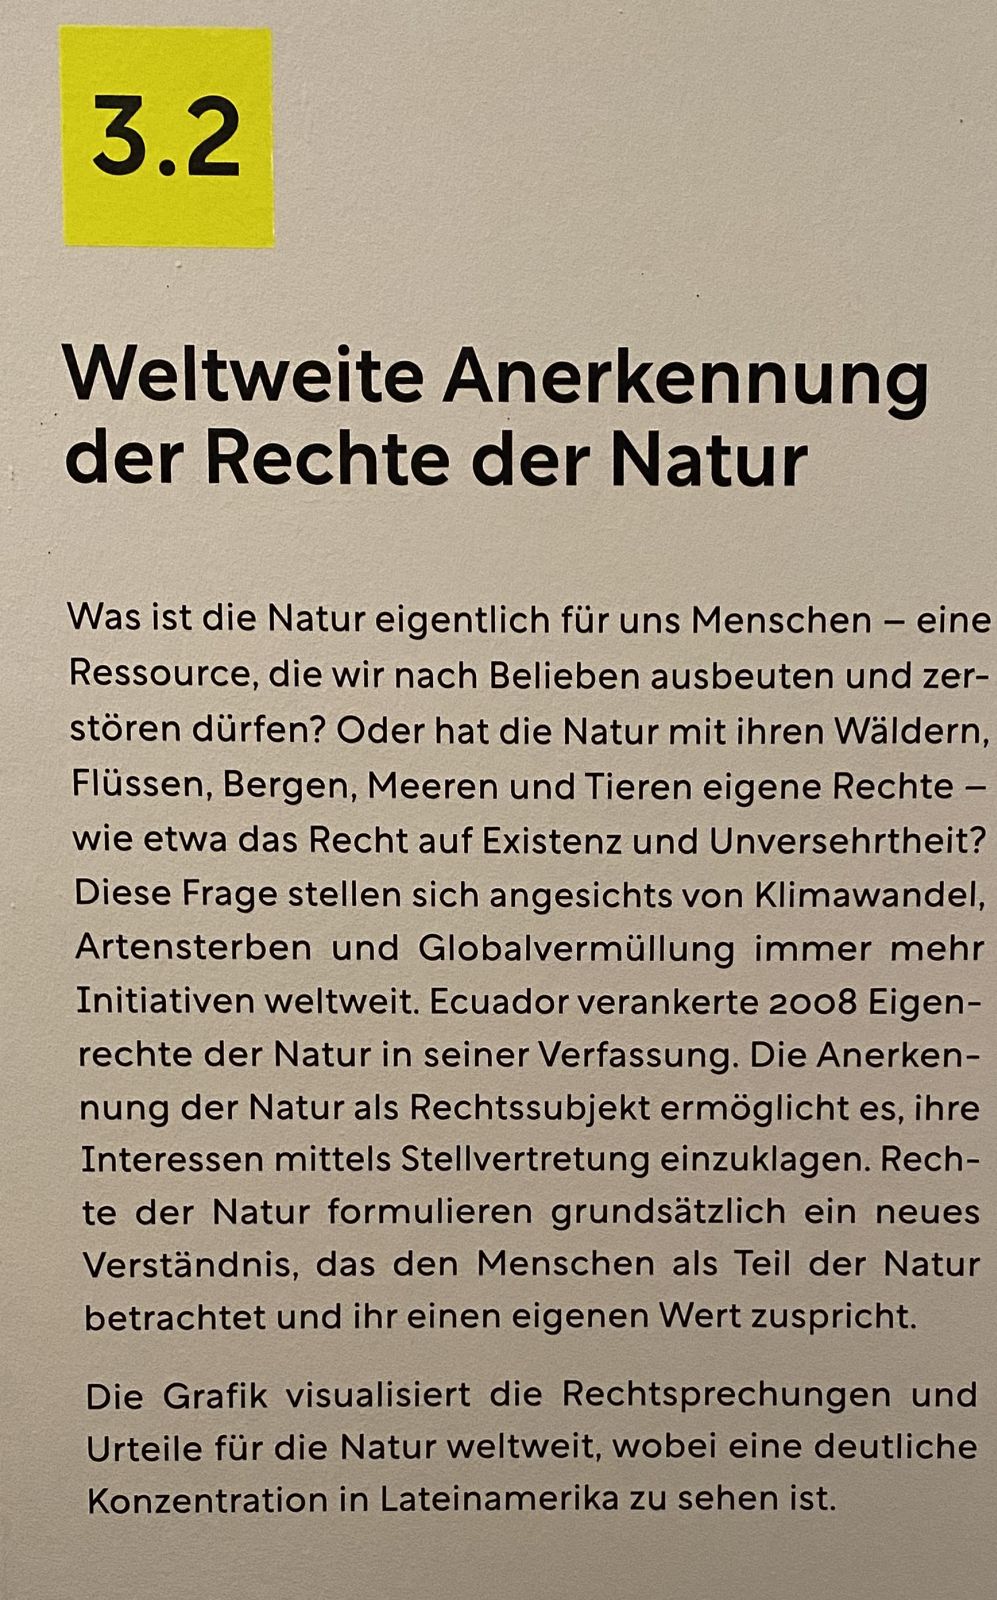 3.2
Weltweite Anerkennung
der Rechte der Natur
Was ist die Natur eigentlich für uns Menschen – eine
Ressource, die wir nach Belieben ausbeuten und zer-
stören dürfen? Oder hat die Natur mit ihren Wäldern,
Flüssen, Bergen, Meeren und Tieren eigene Rechte –
wie etwa das Recht auf Existenz und Unversehrtheit?
Diese Frage stellen sich angesichts von Klimawandel,
Artensterben und Globalvermüllung immer mehr
Initiativen weltweit. Ecuador verankerte 2008 Eigen-
rechte der Natur in seiner Verfassung. Die Anerken-
nung der Natur als Rechtssubjekt ermöglicht es, ihre
Interessen mittels Stellvertretung einzuklagen. Rech-
te der Natur formulieren grundsätzlich ein neues
Verständnis, das den Menschen als Teil der Natur
betrachtet und ihr einen eigenen Wert zuspricht.
Die Grafik visualisiert die Rechtsprechungen und
Urteile für die Natur weltweit, wobei eine deutliche
Konzentration in Lateinamerika zu sehen ist.